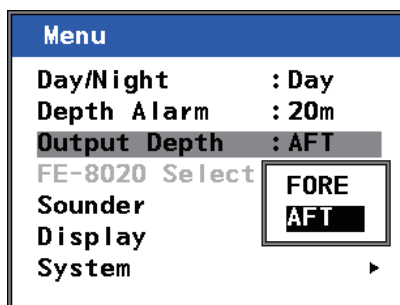 Menu
Day/Night : Day
Depth Alarm : 20m
Output Depth : AFT
FE-8020 Select
FORE
AFT
Sounder
Display
System